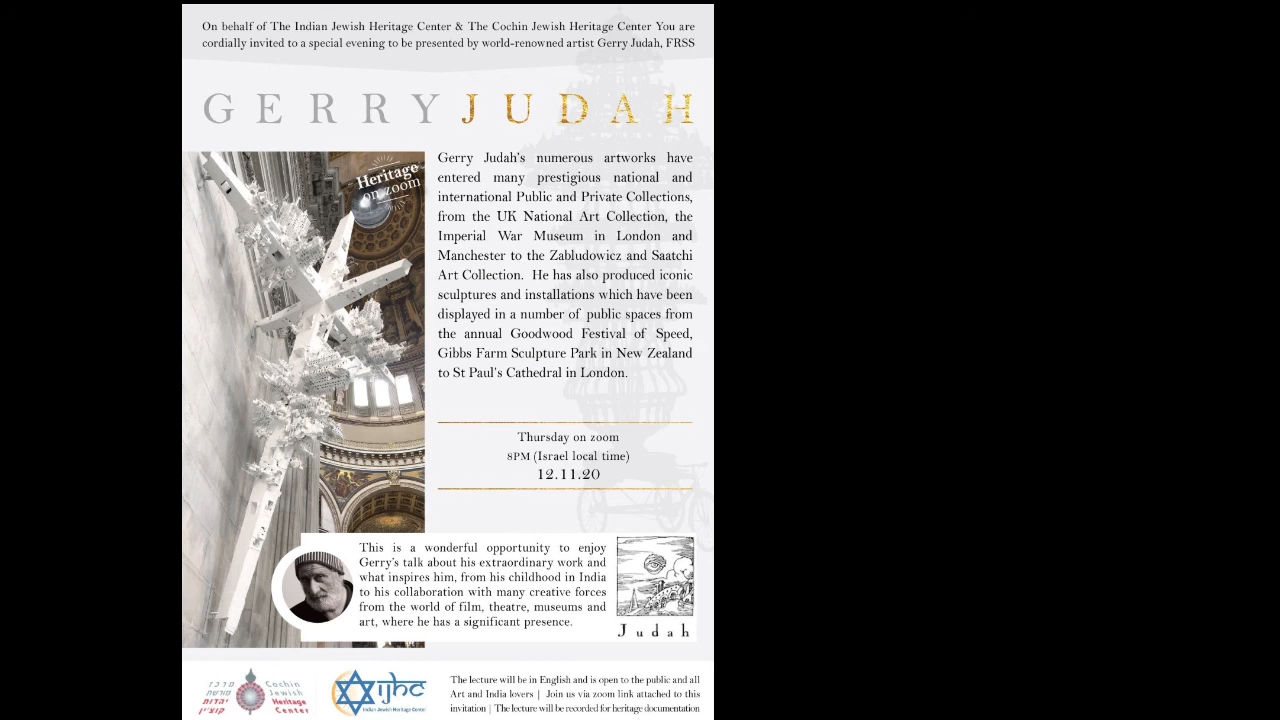 On behalf of The Indian Jewish Heritage Center & The Cochin Jewish Heritage Center You are
cordially invited to a special evening to be presented by world-renowned artist Gerry Judah, FRSS
GERRY JUDAH
Heritage
on zoom
Gerry Judah's numerous artworks have
entered many prestigious national and
international Public and Private Collections,
from the UK National Art Collection, the
Imperial War Museum in London and
Manchester to the Zabludowicz and Saatchi
Art Collection. He has also produced iconic
sculptures and installations which have been
displayed in a number of public spaces from
the annual Goodwood Festival of Speed,
Gibbs Farm Sculpture Park in New Zealand
to St Paul's Cathedral in London.
Thursday on zoom
8PM (Israel local time)
12.11.20
This is a wonderful opportunity to enjoy
Gerry's talk about his extraordinary work and
what inspires him, from his childhood in India
to his collaboration with many creative forces
from the world of film, theatre, museums and
art, where he has a significant presence.
Judah
מרכז
מורשת
יהדות
קוצ'ין
Cochin
Jewish
Heritage
Center
ijhc
Indian Jewish Heritage Center
The lecture will be in English and is open to the public and all
Art and India lovers | Join us via zoom link attached to this
invitation | The lecture will be recorded for heritage documentation